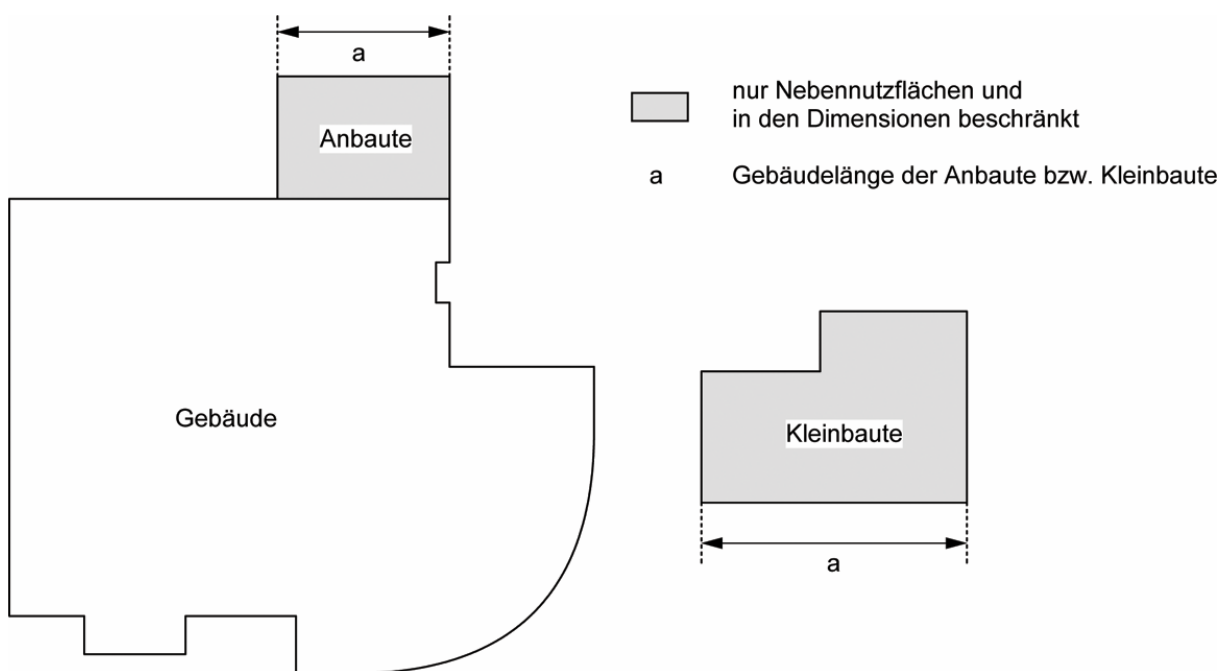 a
Anbaute
nur Nebennutzflächen und
in den Dimensionen beschränkt
a
Gebäudelänge der Anbaute bzw. Kleinbaute
Gebäude
Kleinbaute
a